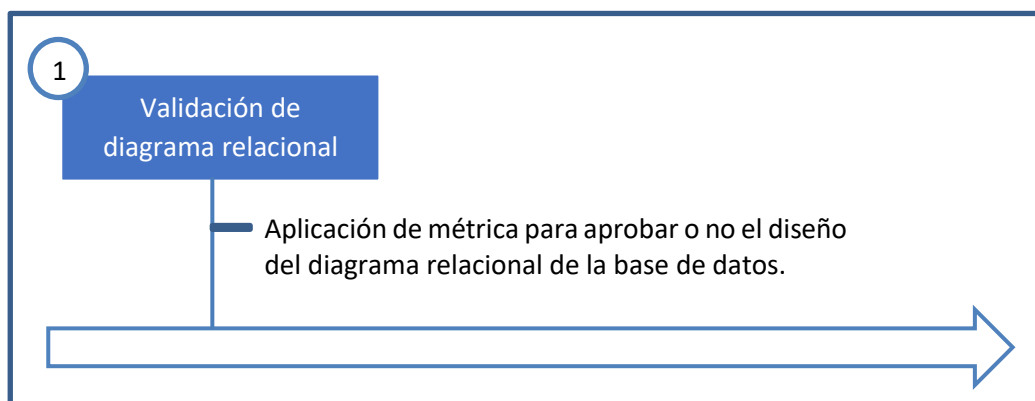 1
Validación de
diagrama relacional
Aplicación de métrica para aprobar o no el diseño
del diagrama relacional de la base de datos.